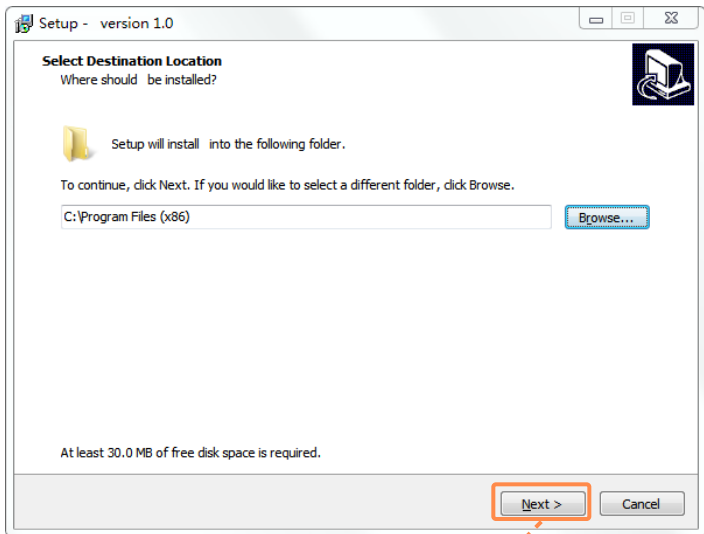 Setup - version 1.0
Select Destination Location
Where should be installed?
Setup will install into the following folder.
To continue, click Next. If you would like to select a different folder, click Browse.
C:\Program Files (x86)
Browse...
At least 30.0 MB of free disk space is required.
Next >
Cancel